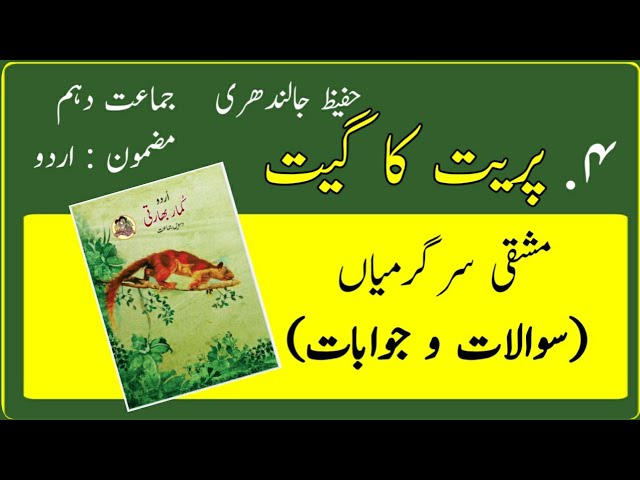 حفیظ جالندھری
جماعت دہم
مضمون : اردو
۴. پریت کا گیت
مشقی سرگرمیاں
(سوالات و جوابات)
اردو
کمار بھارتی